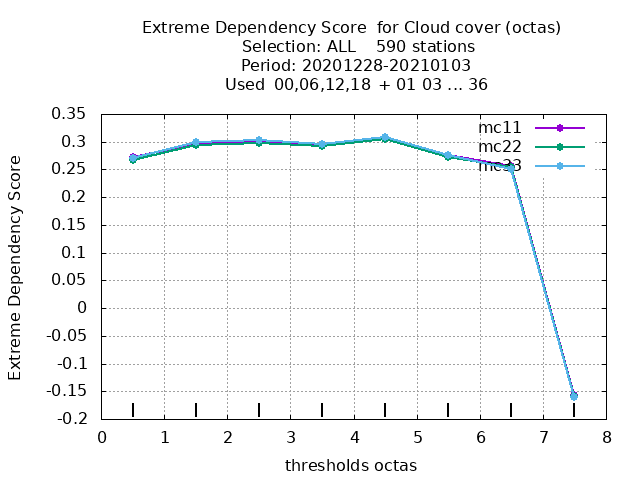 Extreme Dependency Score  for Cloud cover (octas)
Selection: ALL    590 stations
Period: 20201228-20210103
Used  00,06,12,18  + 01 03 ... 36
Extreme Dependency Score
0.35
0.3
0.25
0.2
0.15
0.1
0.05
0
-0.05
-0.1
-0.15
-0.2
mc11
mc22
mc33
0 1 2 3 4 5 6 7 8
thresholds octas